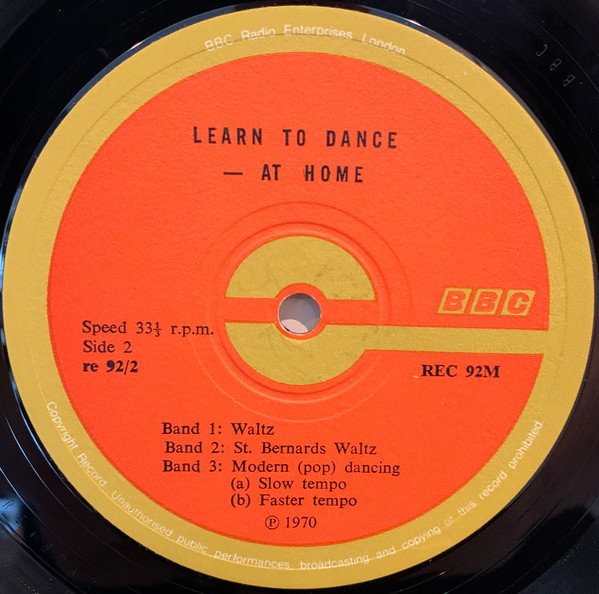 BBC Radio Enterprises London
LEARN TO DANCE
— AT HOME
BBC
Speed 33⅓ r.p.m.
Side 2
re 92/2
REC 92M
Band 1: Waltz
Band 2: St. Bernards Waltz
Band 3: Modern (pop) dancing
(a) Slow tempo
(b) Faster tempo
Ⓟ 1970
Copyright Record. Unauthorised public performances, broadcasting and copying of this record prohibited